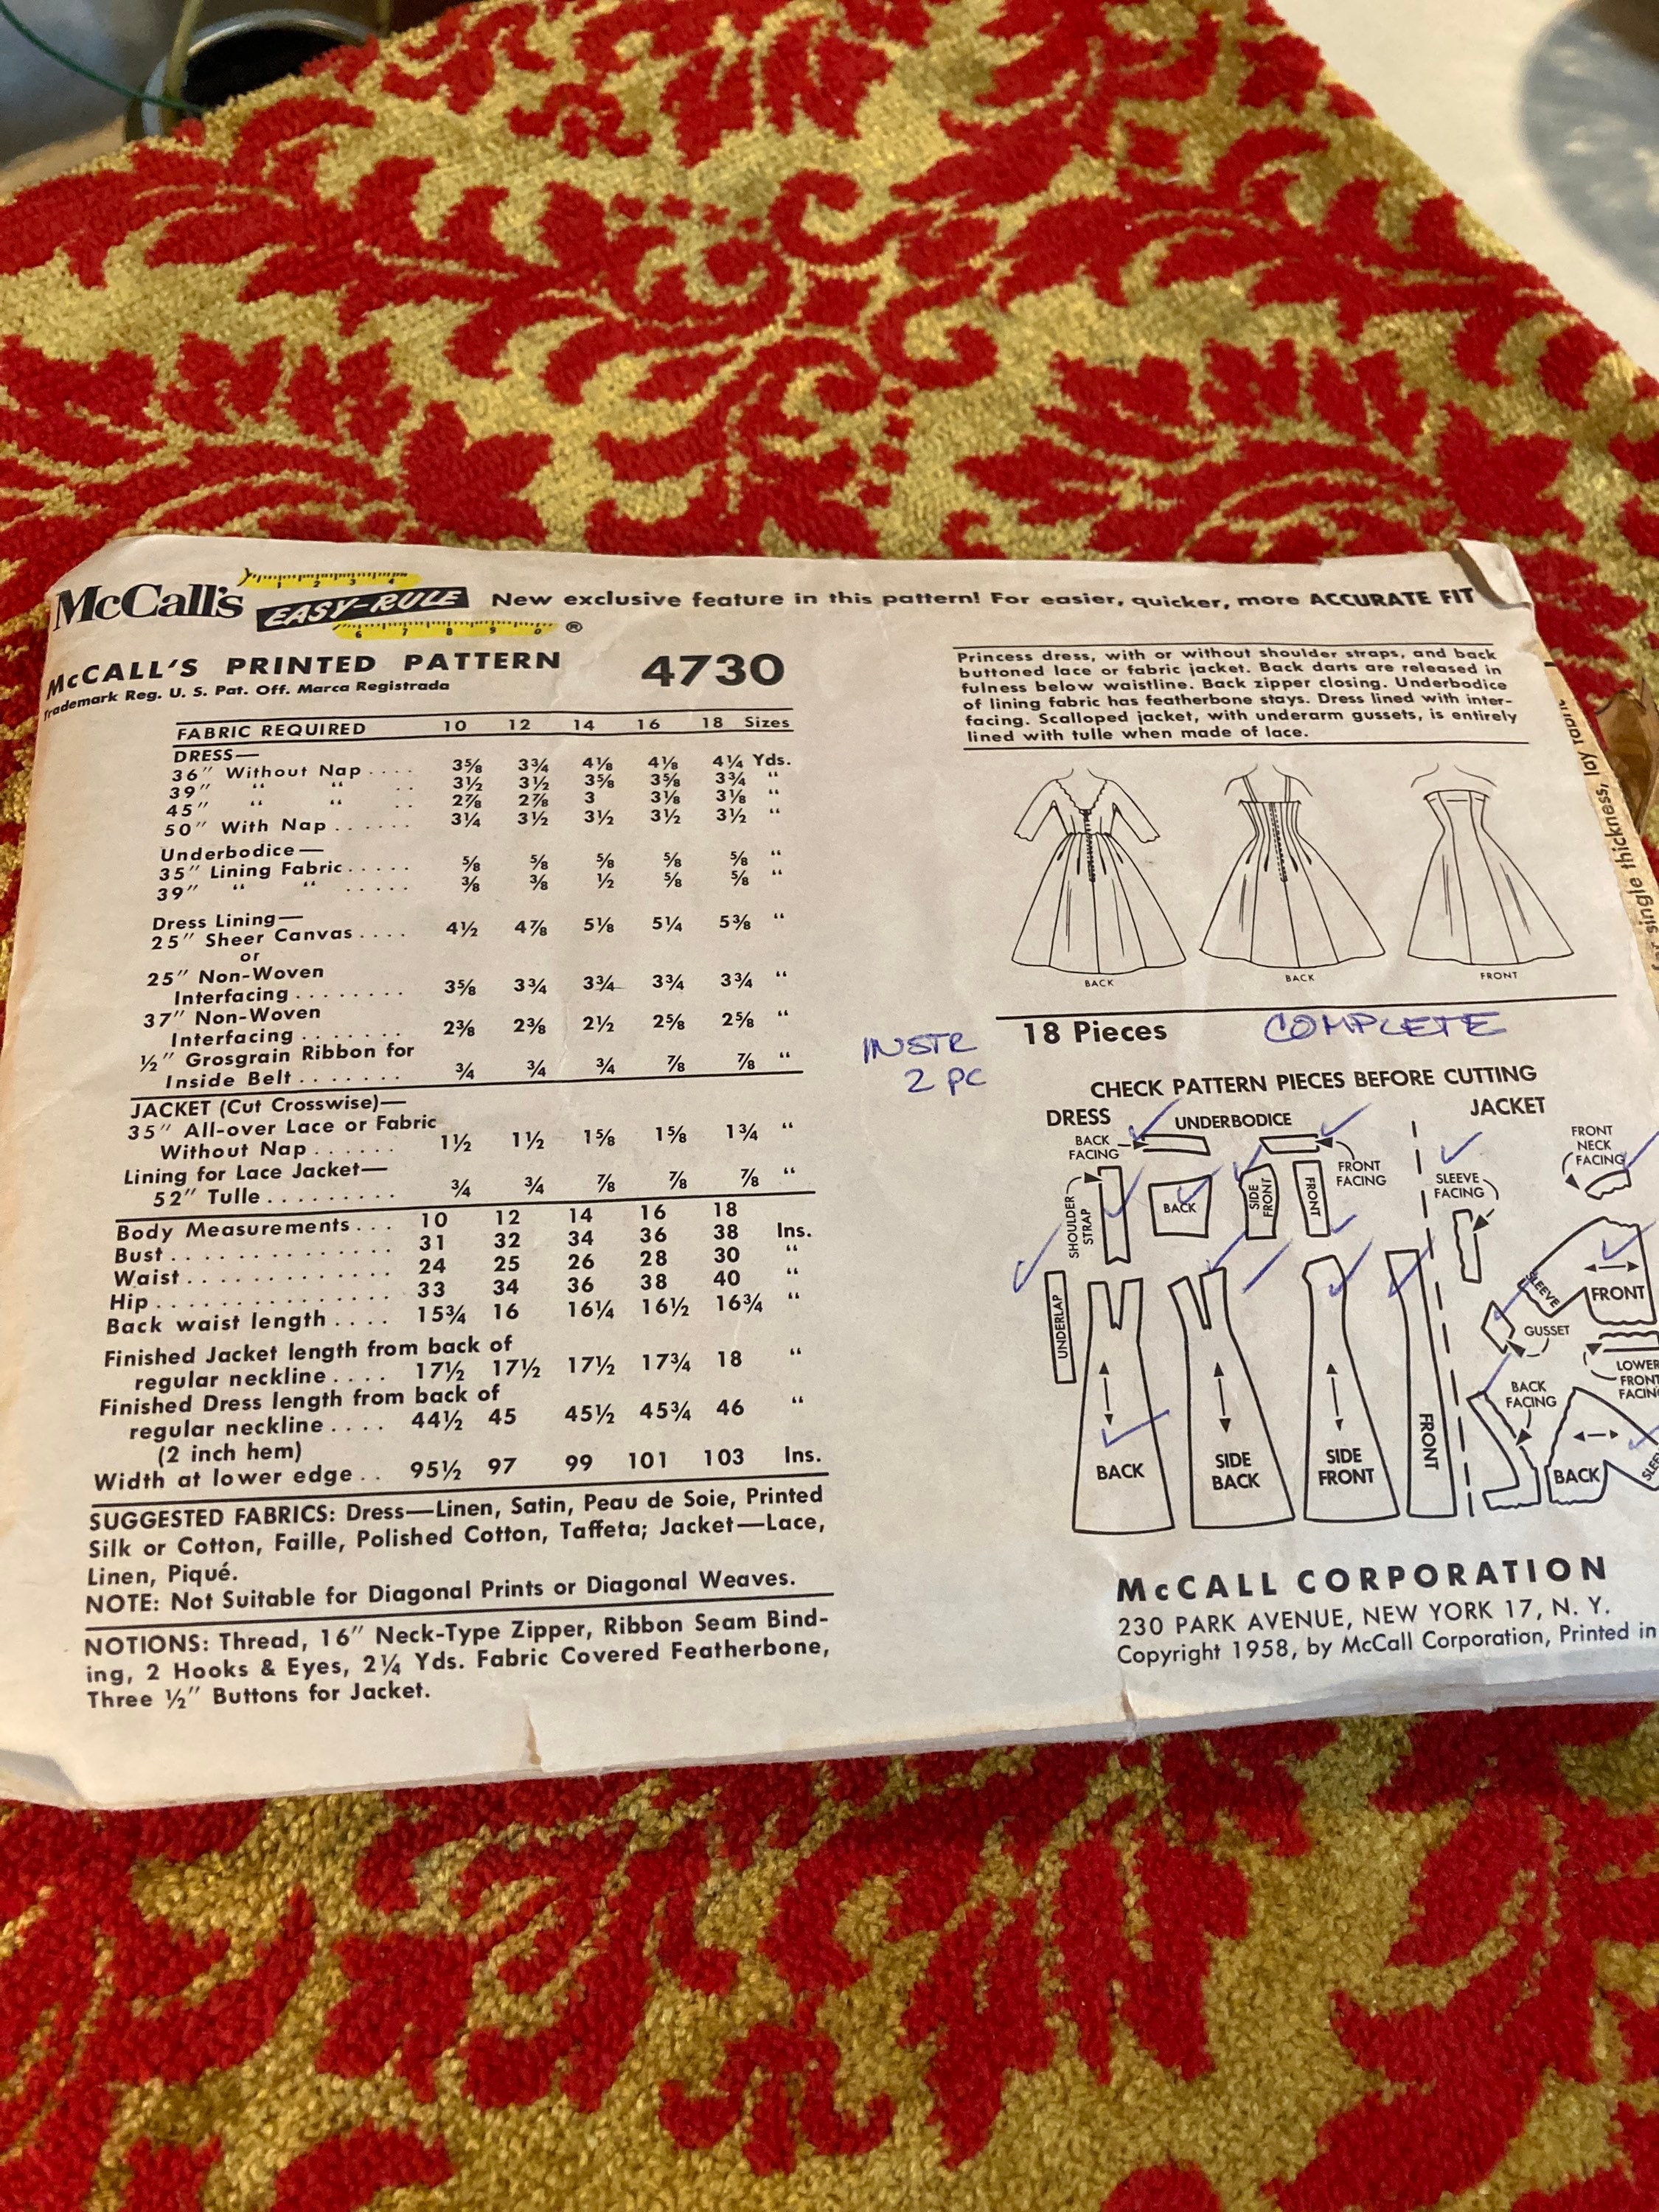 McCall's EASY-RULE ® New exclusive feature in this pattern! For easier, quicker, more ACCURATE FIT
1 2 3 4
6 7 8 9
McCALL'S PRINTED PATTERN 4730
Trademark Reg. U. S. Pat. Off. Marca Registrada
FABRIC REQUIRED 10 12 14 16 18 Sizes
DRESS—
36″ Without Nap .... 3⅝ 3¾ 4⅛ 4⅛ 4¼ Yds.
39″ “ “ .. 3½ 3½ 3⅝ 3⅝ 3¾ “
45″ “ “ .. 2⅞ 2⅞ 3 3⅛ 3⅛ “
50″ With Nap ...... 3¼ 3½ 3½ 3½ 3½ “
Underbodice—
35″ Lining Fabric ..... ⅝ ⅝ ⅝ ⅝ ⅝ “
39″ “ “ ..... ⅜ ⅜ ½ ⅝ ⅝ “
Dress Lining—
25″ Sheer Canvas .... 4½ 4⅞ 5⅛ 5¼ 5⅜ “
or
25″ Non-Woven
Interfacing ........ 3⅝ 3¾ 3¾ 3¾ 3¾ “
37″ Non-Woven
Interfacing ....... 2⅜ 2⅜ 2½ 2⅝ 2⅝ “
½″ Grosgrain Ribbon for
Inside Belt ....... ¾ ¾ ¾ ⅞ ⅞ “
JACKET (Cut Crosswise)—
35″ All-over Lace or Fabric
Without Nap ...... 1½ 1½ 1⅝ 1⅝ 1¾ “
Lining for Lace Jacket—
52″ Tulle ......... ¾ ¾ ⅞ ⅞ ⅞ “
Body Measurements ... 10 12 14 16 18
Bust ............. 31 32 34 36 38 Ins.
Waist ............. 24 25 26 28 30 “
Hip ............... 33 34 36 38 40 “
Back waist length .... 15¾ 16 16¼ 16½ 16¾ “
Finished Jacket length from back of
regular neckline .... 17½ 17½ 17½ 17¾ 18 “
Finished Dress length from back of
regular neckline .... 44½ 45 45½ 45¾ 46 “
(2 inch hem)
Width at lower edge .. 95½ 97 99 101 103 Ins.
SUGGESTED FABRICS: Dress—Linen, Satin, Peau de Soie, Printed
Silk or Cotton, Faille, Polished Cotton, Taffeta; Jacket—Lace,
Linen, Piqué.
NOTE: Not Suitable for Diagonal Prints or Diagonal Weaves.
NOTIONS: Thread, 16″ Neck-Type Zipper, Ribbon Seam Bind-
ing, 2 Hooks & Eyes, 2¼ Yds. Fabric Covered Featherbone,
Three ½″ Buttons for Jacket.
Princess dress, with or without shoulder straps, and back
buttoned lace or fabric jacket. Back darts are released in
fulness below waistline. Back zipper closing. Underbodice
of lining fabric has featherbone stays. Dress lined with inter-
facing. Scalloped jacket, with underarm gussets, is entirely
lined with tulle when made of lace.
BACK
BACK
FRONT
INSTR
2 PC
18 Pieces COMPLETE
CHECK PATTERN PIECES BEFORE CUTTING
DRESS
UNDERBODICE
JACKET
BACK
FACING
FRONT
FACING
SHOULDER
STRAP
BACK
SIDE
FRONT
FRONT
SLEEVE
FACING
FRONT
NECK
FACING
UNDERLAP
BACK
SIDE
BACK
SIDE
FRONT
FRONT
SLEEVE
FRONT
GUSSET
LOWER
FRONT
FACING
BACK
FACING
BACK
McCALL CORPORATION
230 PARK AVENUE, NEW YORK 17, N. Y.
Copyright 1958, by McCall Corporation, Printed in
single thickness, lay